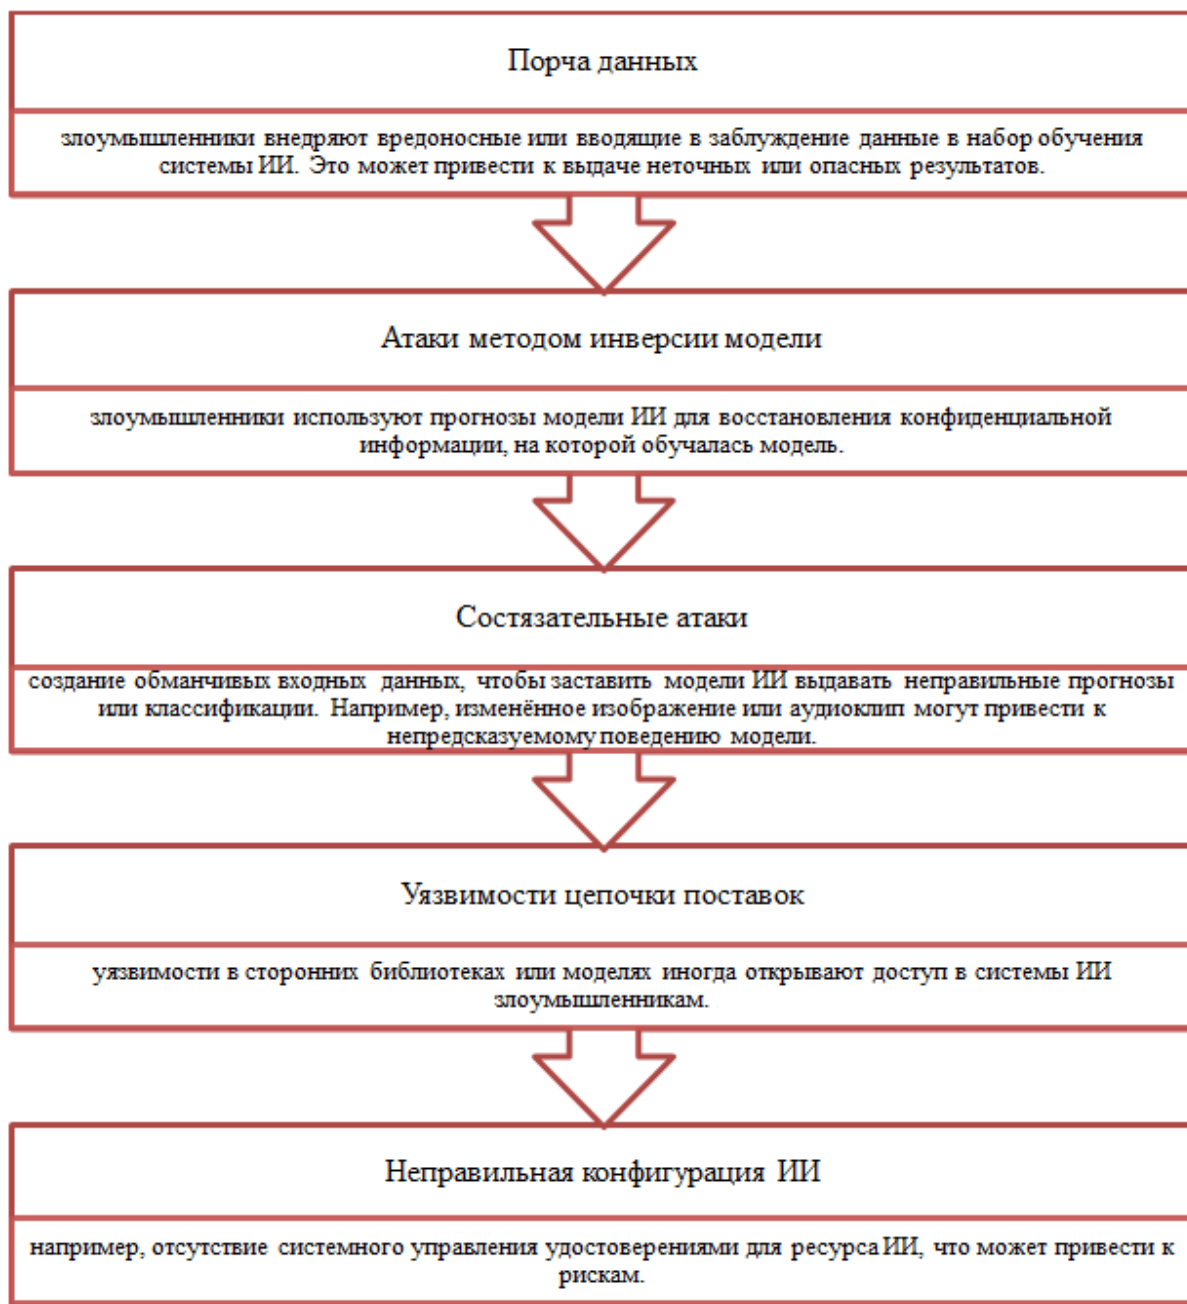 Порча данных
злоумышленники внедряют вредоносные или вводящие в заблуждение данные в набор обучения
системы ИИ. Это может привести к выдаче неточных или опасных результатов.
Атаки методом инверсии модели
злоумышленники используют прогнозы модели ИИ для восстановления конфиденциальной
информации, на которой обучалась модель.
Состязательные атаки
создание обманчивых входных данных, чтобы заставить модели ИИ выдавать неправильные прогнозы
или классификации. Например, изменённое изображение или аудиоклип могут привести к
непредсказуемому поведению модели.
Уязвимости цепочки поставок
уязвимости в сторонних библиотеках или моделях иногда открывают доступ в системы ИИ
злоумышленникам.
Неправильная конфигурация ИИ
например, отсутствие системного управления удостоверениями для ресурса ИИ, что может привести к
рискам.